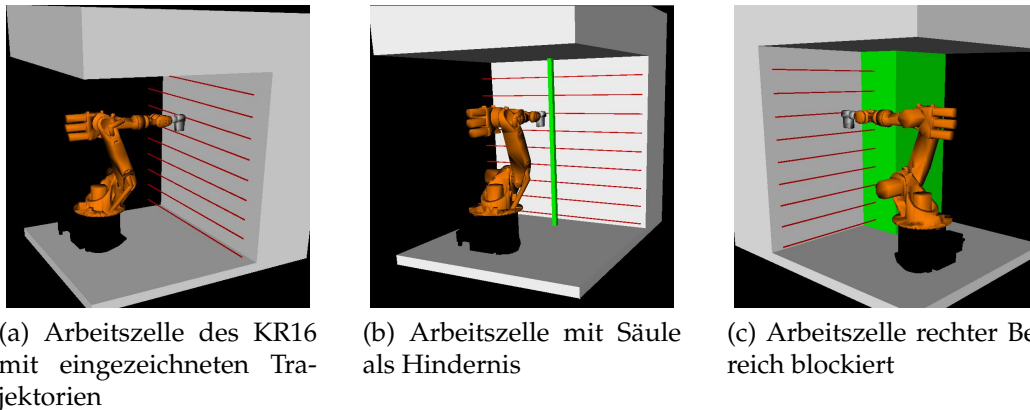 (a) Arbeitszelle des KR16
mit eingezeichneten Tra-
jektorien
(b) Arbeitszelle mit Säule
als Hindernis
(c) Arbeitszelle rechter Be
reich blockiert